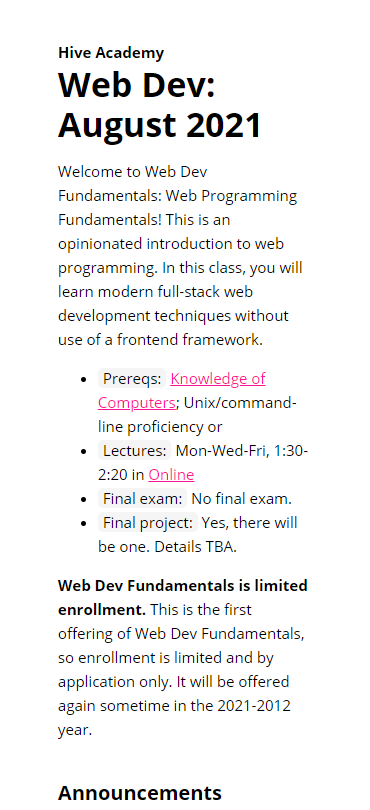 Hive Academy
Web Dev:
August 2021
Welcome to Web Dev
Fundamentals: Web Programming
Fundamentals! This is an
opinionated introduction to web
programming. In this class, you will
learn modern full-stack web
development techniques without
use of a frontend framework.
• Prereqs: Knowledge of
Computers; Unix/command-
line proficiency or
• Lectures: Mon-Wed-Fri, 1:30-
2:20 in Online
• Final exam: No final exam.
• Final project: Yes, there will
be one. Details TBA.
Web Dev Fundamentals is limited
enrollment. This is the first
offering of Web Dev Fundamentals,
so enrollment is limited and by
application only. It will be offered
again sometime in the 2021-2012
year.
Announcements